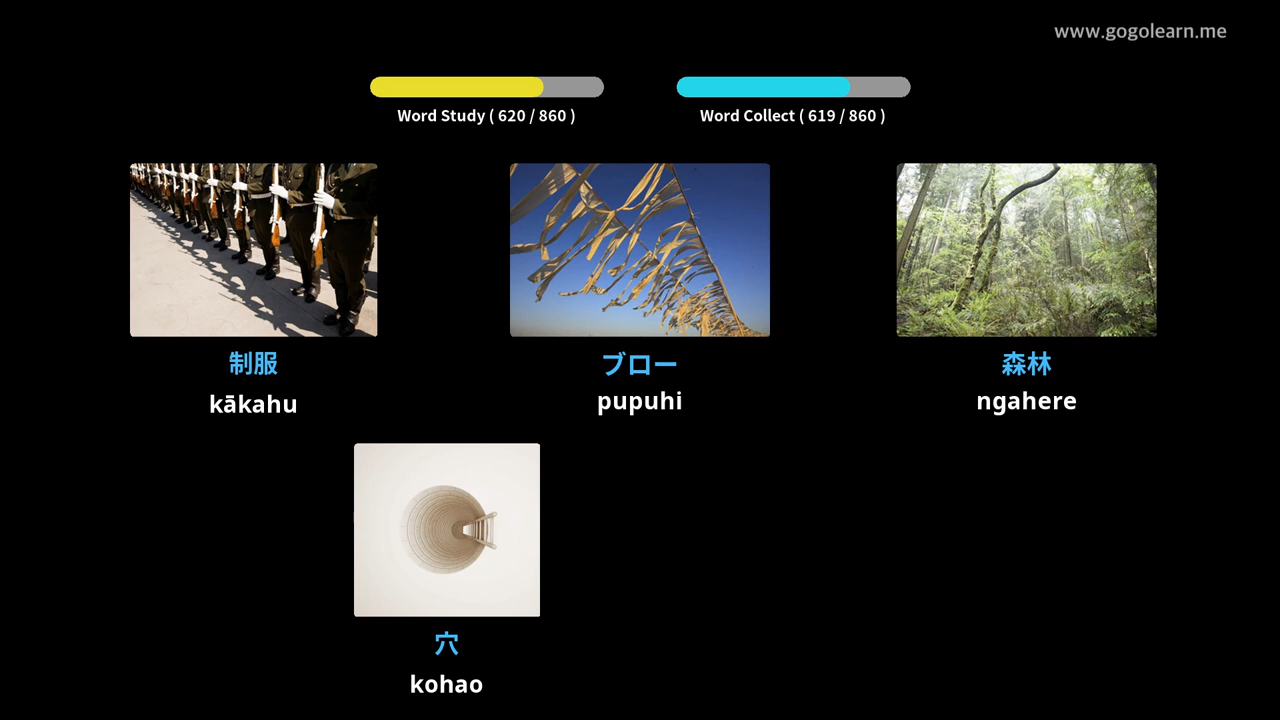 www.gogolearn.me
Word Study ( 620 / 860 )
Word Collect ( 619 / 860 )
制服
kākahu
ブロー
pupuhi
森林
ngahere
穴
kohao